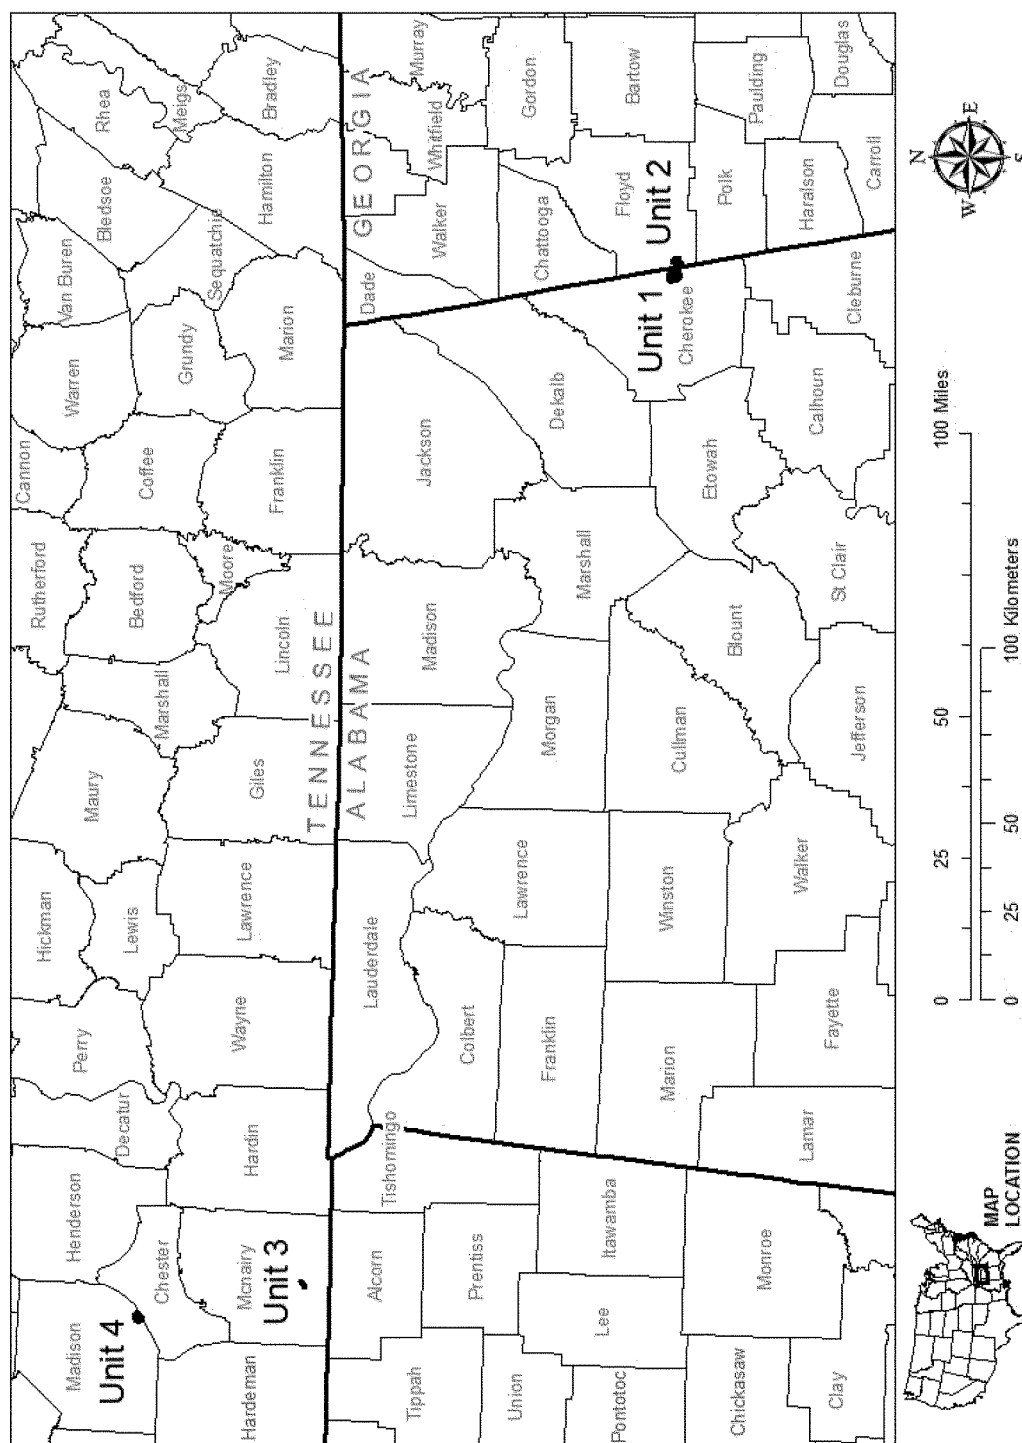 Madison
Henderson
Decatur
Perry
Hickman
Lewis
Maury
Marshall
Rutherford
Bedford
Cannon
Coffee
Warren
Van Buren
Grundy
Bledsoe
Sequatchie
Rhea
Meigs
Unit 4
Chester
Hardeman
Mcnairy
Unit 3
Hardin
Wayne
Lawrence
Giles
Lincoln
Moore
Franklin
Marion
Hamilton
Bradley
TENNESSEE
ALABAMA
GEORGIA
Tippah
Alcorn
Tishomingo
Lauderdale
Limestone
Madison
Jackson
Dade
Walker
Whitfield
Murray
Union
Prentiss
Colbert
Lawrence
Morgan
Marshall
Dekalb
Chattooga
Gordon
Pontotoc
Lee
Itawamba
Franklin
Winston
Cullman
Blount
Etowah
Unit 1
Cherokee
Floyd
Unit 2
Bartow
Chickasaw
Monroe
Marion
Walker
Jefferson
St Clair
Calhoun
Polk
Paulding
Clay
Lamar
Fayette
Cleburne
Haralson
Carroll
Douglas
MAP
LOCATION
0 25 50 100 Miles
0 25 50 100 Kilometers
N
W E
S